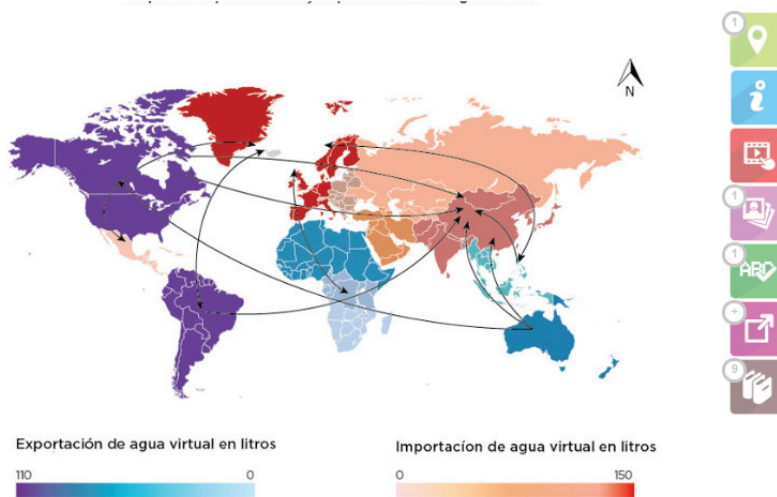 N
Exportación de agua virtual en litros
110 0
Importacíon de agua virtual en litros
0 150
1
i
1
1
ABC
+
9